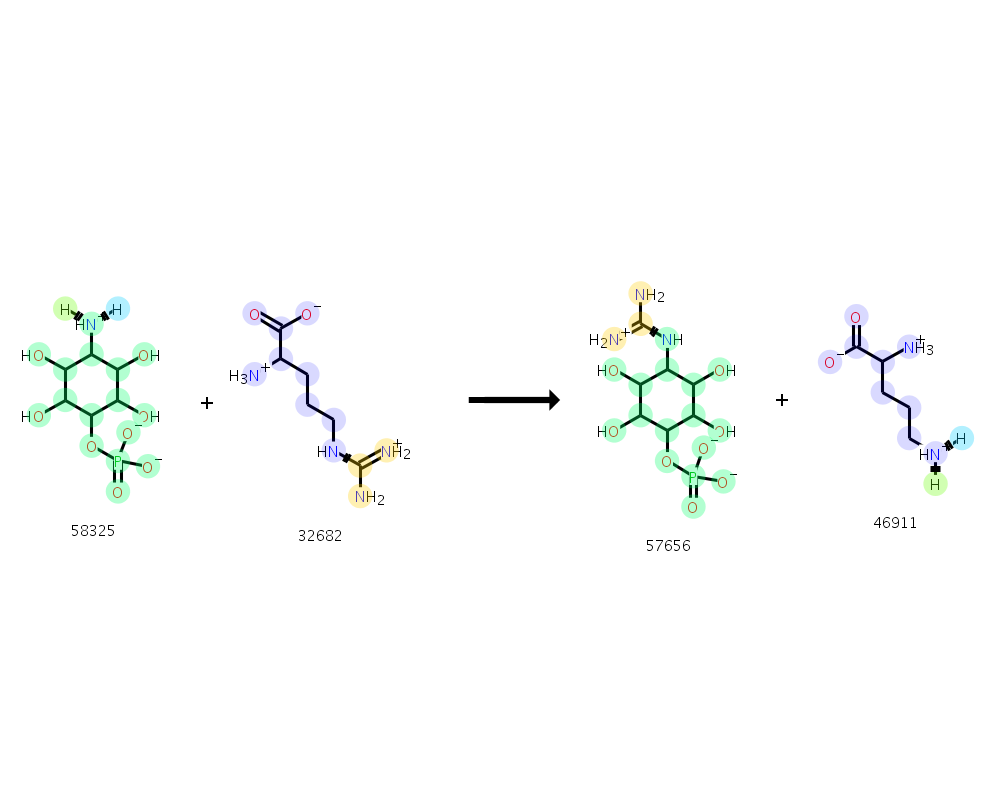 H H
HN+
HO OH
HO OH
O O−
P O−
O
58325
+
O O−
H3N+
HN NH2+
NH2
32682
NH2
H2N+ NH
HO OH
HO OH
O O−
P O−
O
57656
+
O
O− NH3+
HN+ H
H
46911